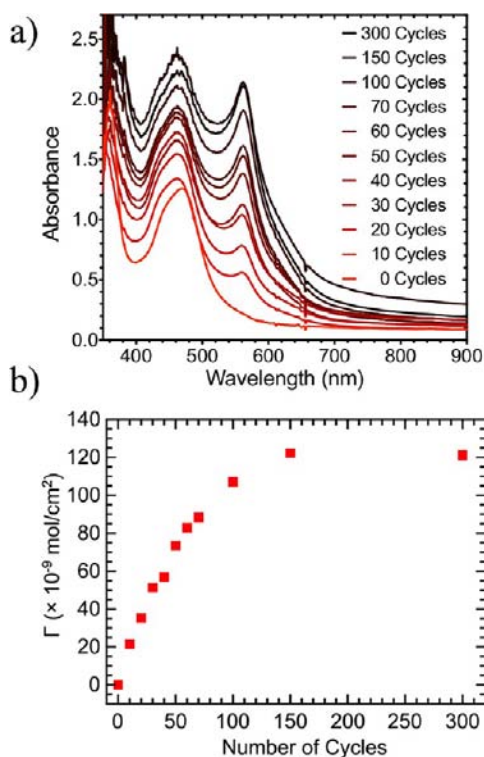 a)
2.5
2.0
1.5
1.0
0.5
0.0
Absorbance
300 Cycles
150 Cycles
100 Cycles
70 Cycles
60 Cycles
50 Cycles
40 Cycles
30 Cycles
20 Cycles
10 Cycles
0 Cycles
400 500 600 700 800 900
Wavelength (nm)
b)
140
120
100
80
60
40
20
0
Γ (× 10⁻⁹ mol/cm²)
0 50 100 150 200 250 300
Number of Cycles